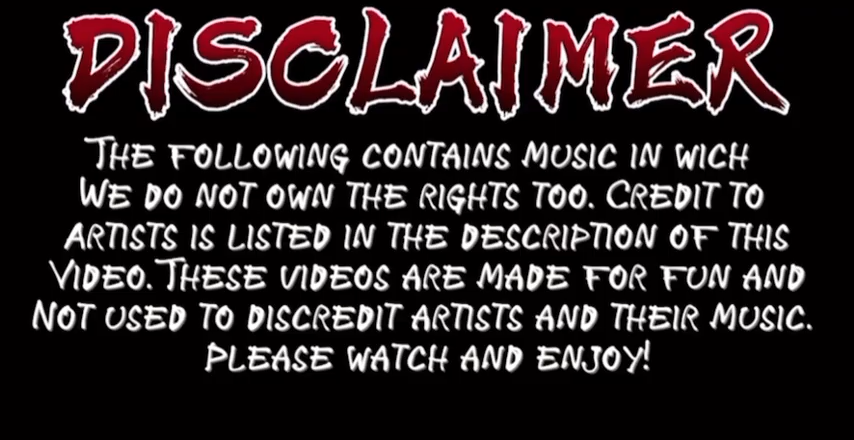 DISCLAIMER
THE FOLLOWING CONTAINS MUSIC IN WICH
WE DO NOT OWN THE RIGHTS TOO. CREDIT TO
ARTISTS IS LISTED IN THE DESCRIPTION OF THIS
VIDEO. THESE VIDEOS ARE MADE FOR FUN AND
NOT USED TO DISCREDIT ARTISTS AND THEIR MUSIC.
PLEASE WATCH AND ENJOY!